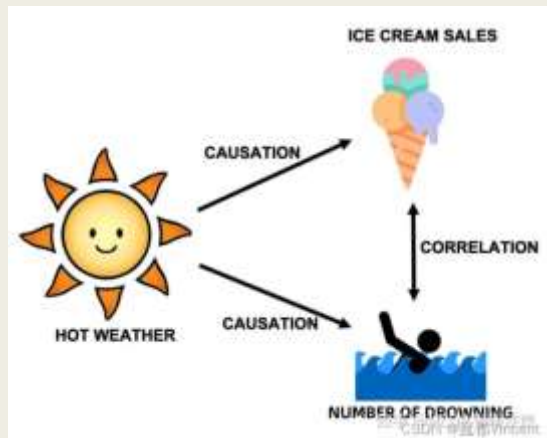 ICE CREAM SALES
CAUSATION
CORRELATION
CAUSATION
HOT WEATHER
NUMBER OF DROWNING